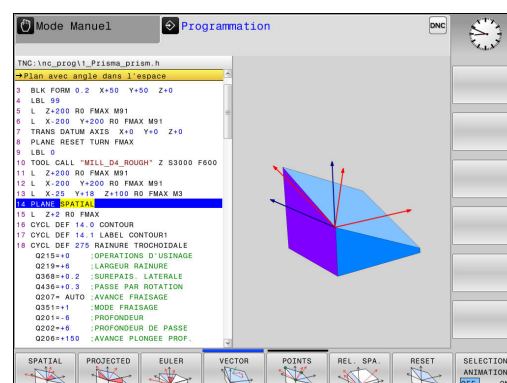 Mode Manuel
Programmation
DNC
TNC:\nc_prog\1_Prisma_prism.h
→Plan avec angle dans l'espace
3 BLK FORM 0.2 X+50 Y+50 Z+0
4 LBL 99
5 L Z+200 R0 FMAX M91
6 L X-200 Y+200 R0 FMAX M91
7 TRANS DATUM AXIS X+0 Y+0 Z+0
8 PLANE RESET TURN FMAX
9 LBL 0
10 TOOL CALL "MILL_D4_ROUGH" Z S3000 F600
11 L Z+200 R0 FMAX M91
12 L X-200 Y+200 R0 FMAX M91
13 L X-25 Y+18 Z+100 R0 FMAX M3
14 PLANE SPATIAL
15 L Z+2 R0 FMAX
16 CYCL DEF 14.0 CONTOUR
17 CYCL DEF 14.1 LABEL CONTOUR1
18 CYCL DEF 275 RAINURE TROCHOIDALE
Q215=+0 ;OPERATIONS D'USINAGE
Q219=+6 ;LARGEUR RAINURE
Q368=+0.2 ;SUREPAIS. LATERALE
Q436=+0.3 ;PASSE PAR ROTATION
Q207= AUTO ;AVANCE FRAISAGE
Q351=+1 ;MODE FRAISAGE
Q201=-6 ;PROFONDEUR
Q202=+6 ;PROFONDEUR DE PASSE
Q206=+150 ;AVANCE PLONGEE PROF.
SPATIAL
PROJECTED
EULER
VECTOR
POINTS
REL. SPA.
RESET
SELECTION
ANIMATION